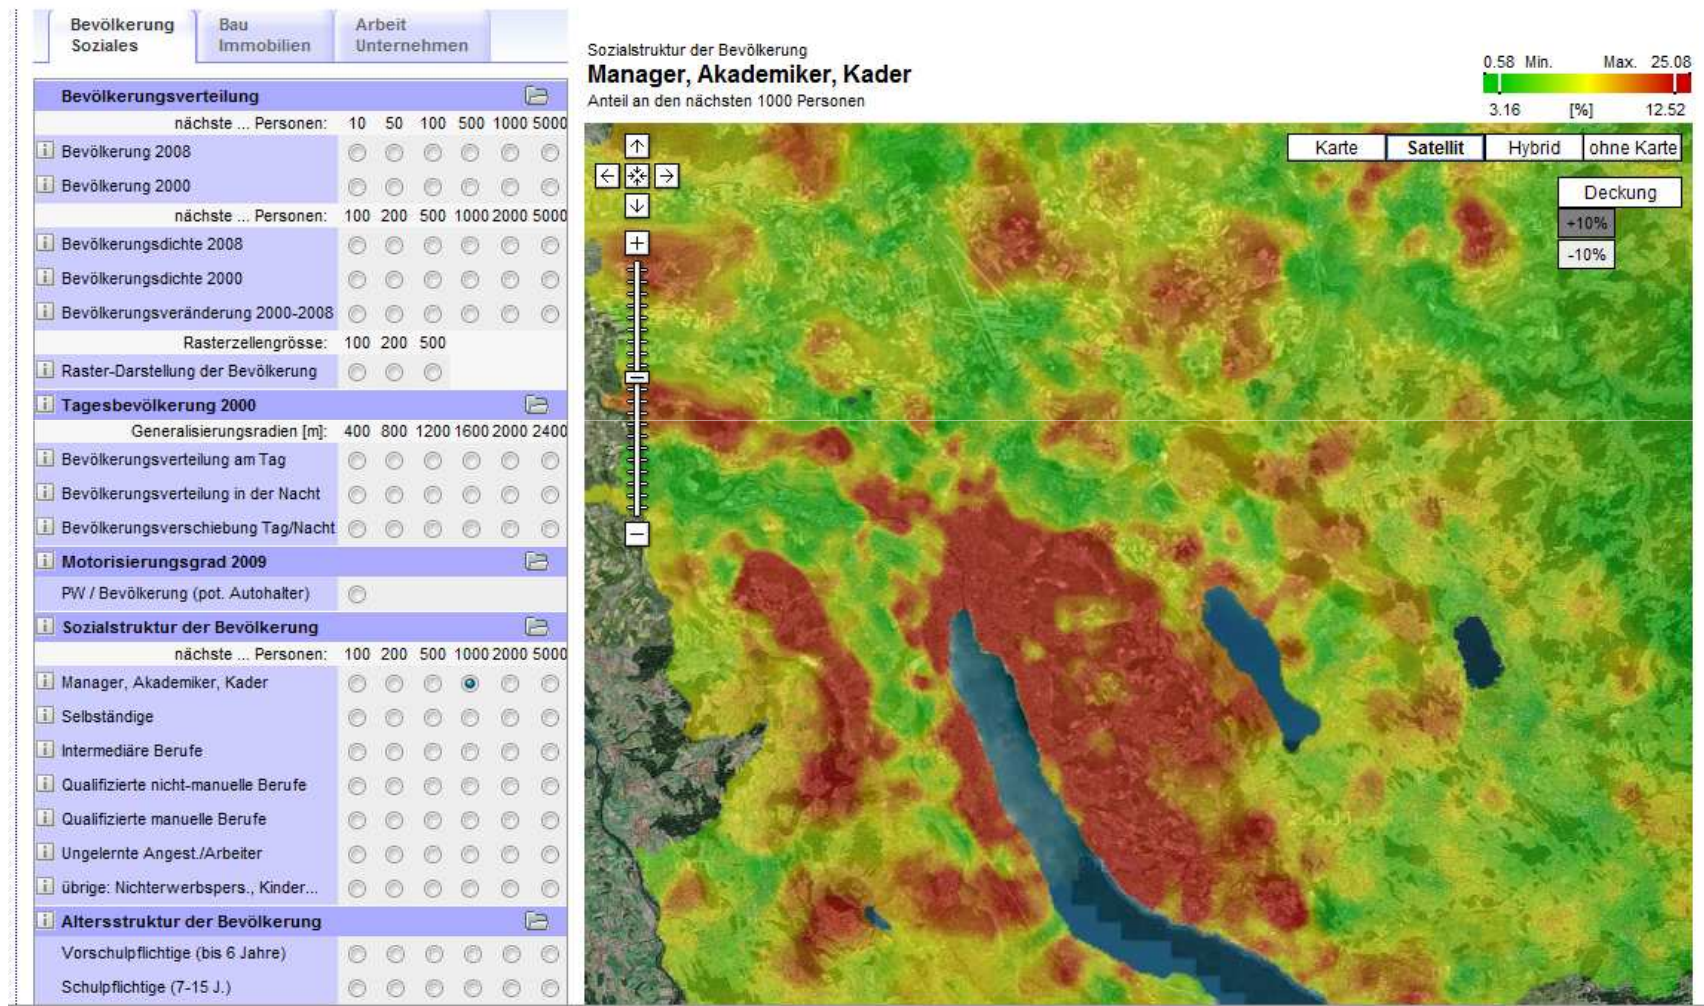 Bevölkerung
Soziales
Bau
Immobilien
Arbeit
Unternehmen
Bevölkerungsverteilung
nächste ... Personen: 10 50 100 500 1000 5000
Bevölkerung 2008
Bevölkerung 2000
nächste ... Personen: 100 200 500 1000 2000 5000
Bevölkerungsdichte 2008
Bevölkerungsdichte 2000
Bevölkerungsveränderung 2000-2008
Rasterzellengrösse: 100 200 500
Raster-Darstellung der Bevölkerung
Tagesbevölkerung 2000
Generalisierungsradien [m]: 400 800 1200 1600 2000 2400
Bevölkerungsverteilung am Tag
Bevölkerungsverteilung in der Nacht
Bevölkerungsverschiebung Tag/Nacht
Motorisierungsgrad 2009
PW / Bevölkerung (pot. Autohalter)
Sozialstruktur der Bevölkerung
nächste ... Personen: 100 200 500 1000 2000 5000
Manager, Akademiker, Kader
Selbständige
Intermediäre Berufe
Qualifizierte nicht-manuelle Berufe
Qualifizierte manuelle Berufe
Ungelernte Angest./Arbeiter
übrige: Nichterwerbspers., Kinder...
Altersstruktur der Bevölkerung
Vorschulpflichtige (bis 6 Jahre)
Schulpflichtige (7-15 J.)
Sozialstruktur der Bevölkerung
Manager, Akademiker, Kader
Anteil an den nächsten 1000 Personen
0.58 Min. Max. 25.08
3.16 [%] 12.52
Karte Satellit Hybrid ohne Karte
Deckung
+10%
-10%